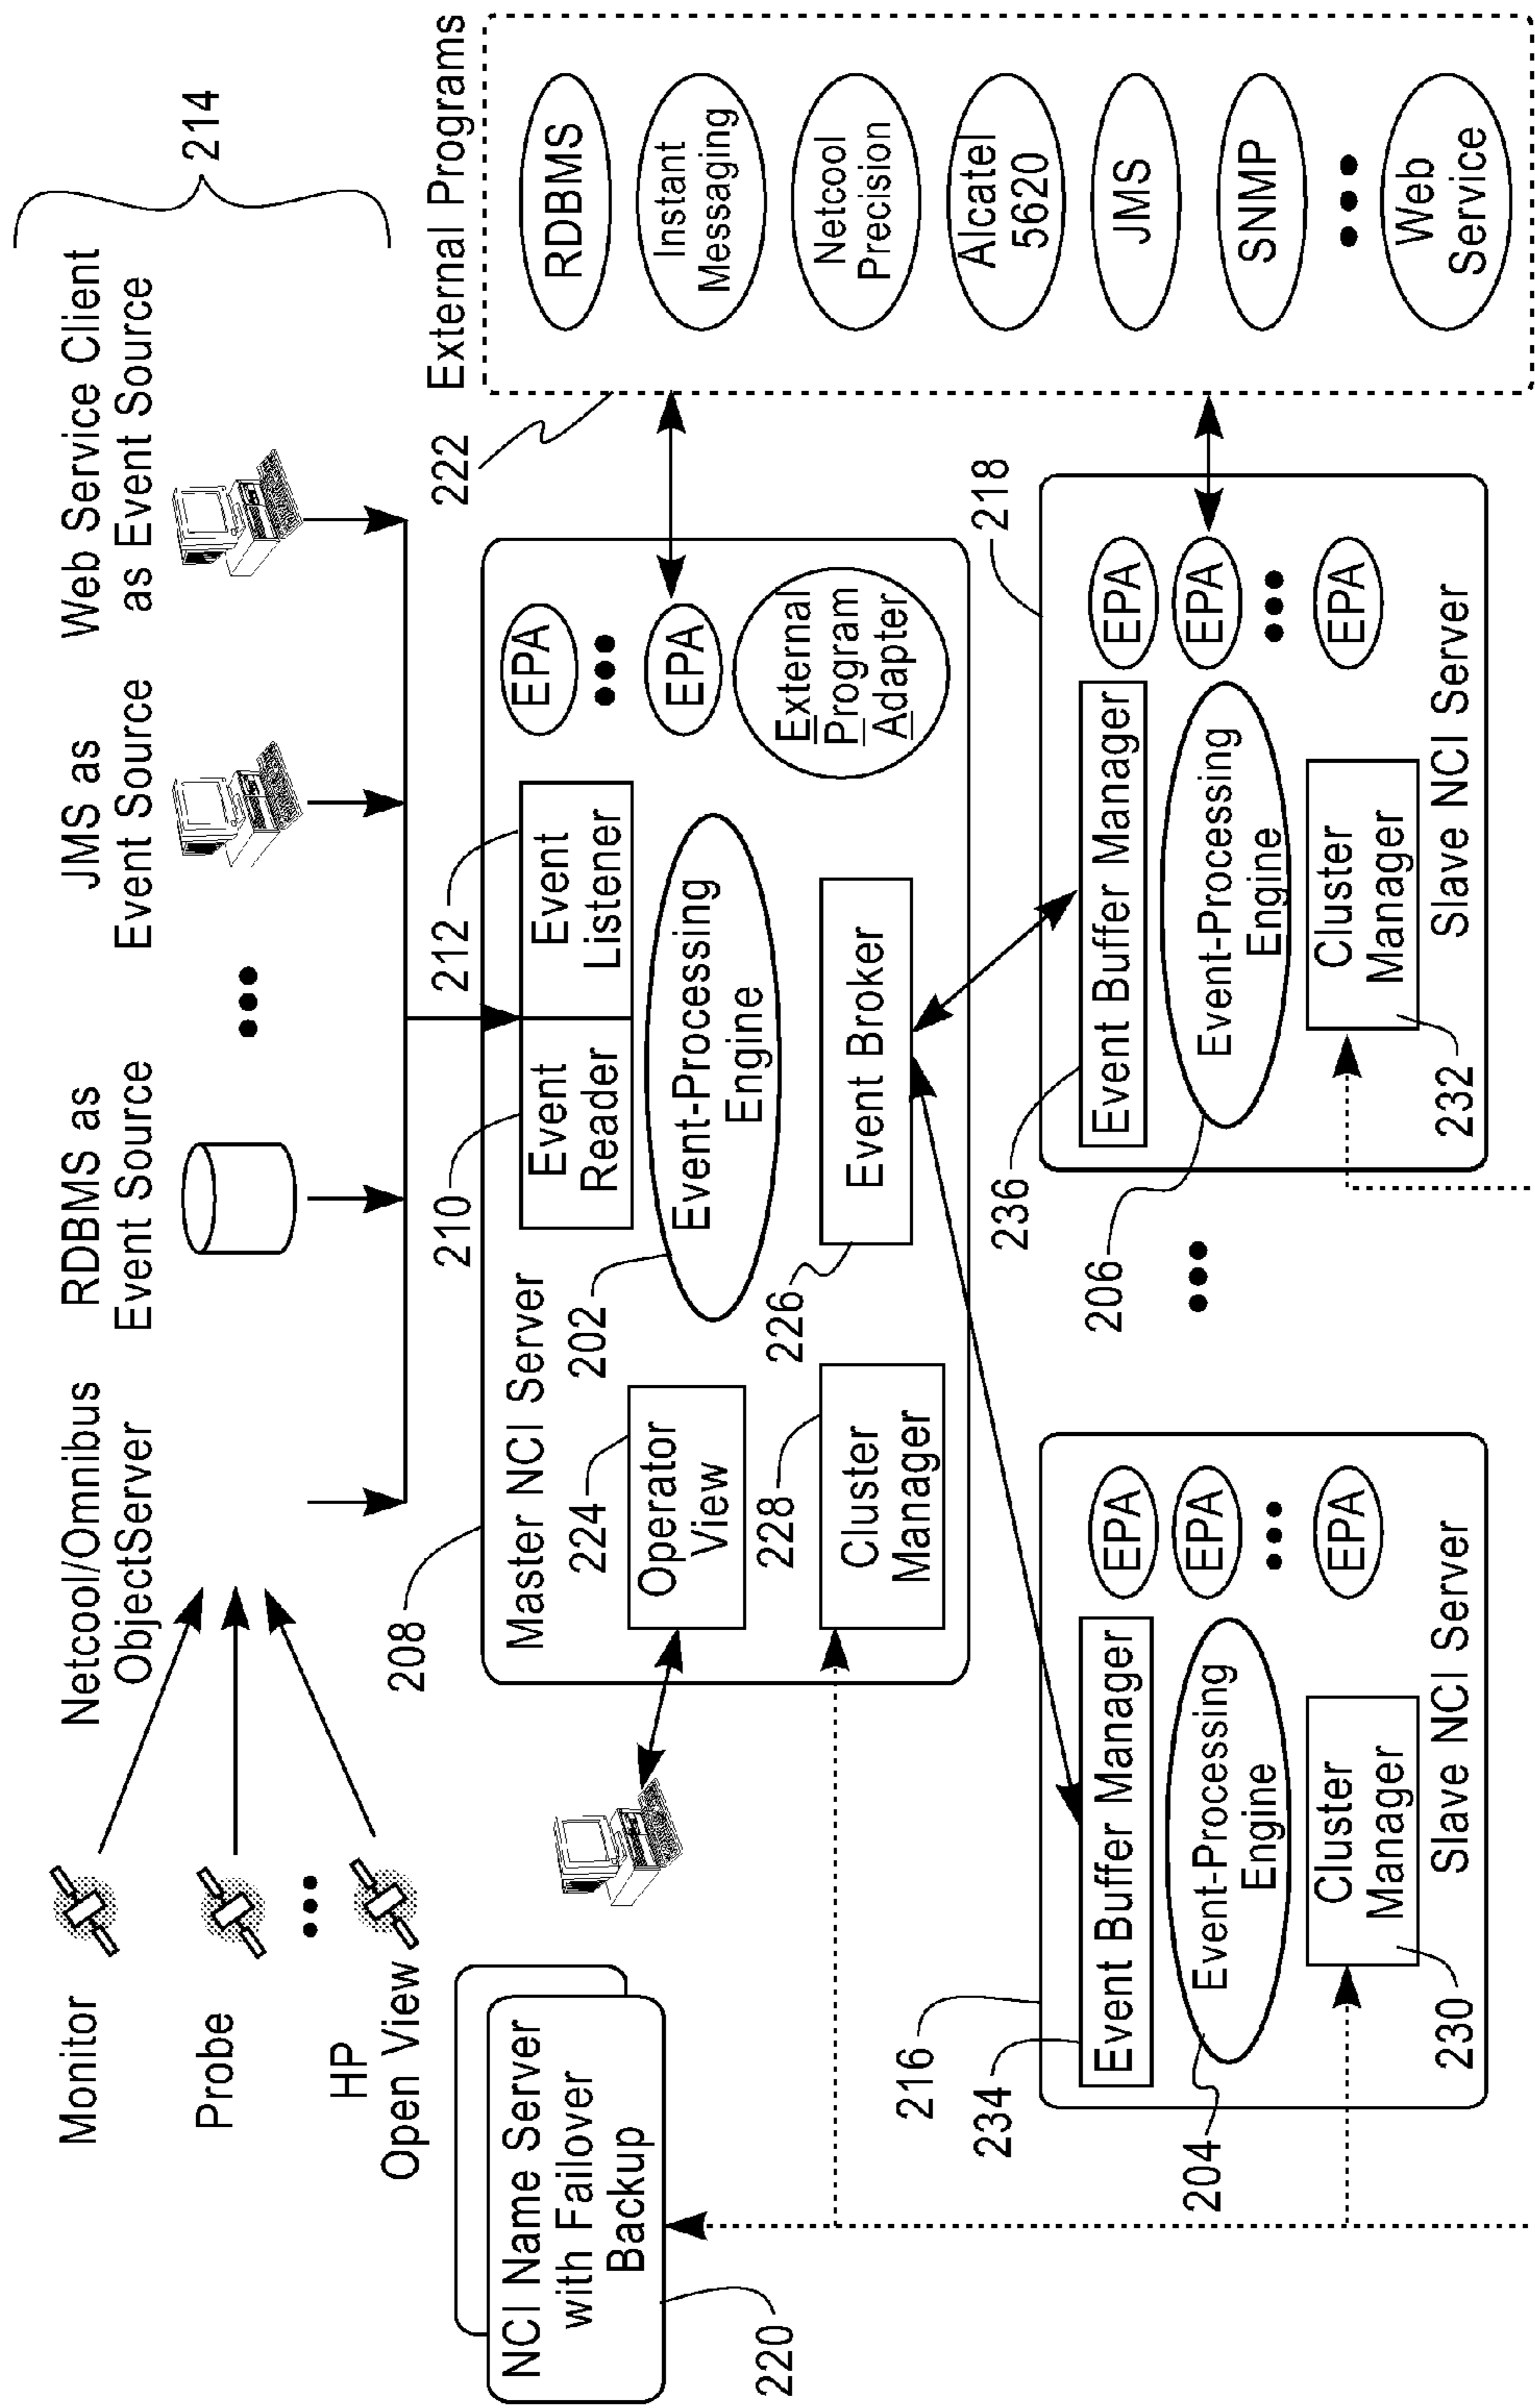 Monitor
Probe
HP
Open View
Netcool/Omnibus
ObjectServer
RDBMS as
Event Source
JMS as
Event Source
Web Service Client
as Event Source
214
NCI Name Server
with Failover
Backup
220
208
Master NCI Server
224
Operator
View
228
Cluster
Manager
210
Event
Reader
212
Event
Listener
202
Event-Processing
Engine
226
Event Broker
EPA
EPA
External
Program
Adapter
222
External Programs
RDBMS
Instant
Messaging
Netcool
Precision
Alcatel
5620
JMS
SNMP
Web
Service
216
234
Event Buffer Manager
204
Event-Processing
Engine
Cluster
Manager
230
EPA
EPA
EPA
Slave NCI Server
218
236
Event Buffer Manager
206
Event-Processing
Engine
Cluster
Manager
232
EPA
EPA
EPA
Slave NCI Server